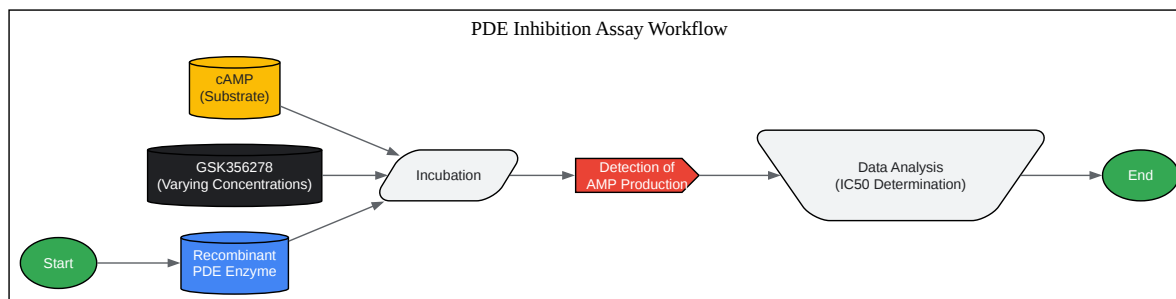 PDE Inhibition Assay Workflow
cAMP
(Substrate)
GSK356278
(Varying Concentrations)
Incubation
Detection of
AMP Production
Data Analysis
(IC50 Determination)
End
Start
Recombinant
PDE Enzyme